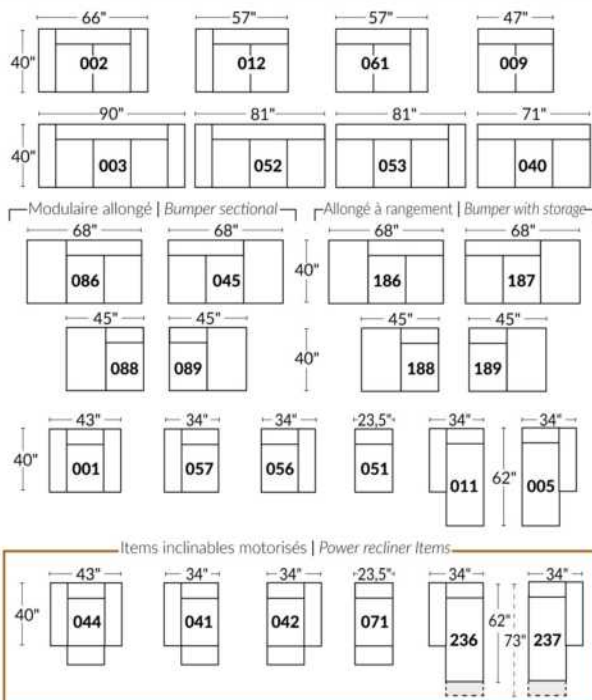 66" 57" 57" 47"
40" 002 012 061 009
90" 81" 81" 71"
40" 003 052 053 040
Modulaire allongé | Bumper sectional Allongé à rangement | Bumper with storage
68" 68" 68" 68"
086 045 40" 186 187
45" 45" 45" 45"
088 089 40" 188 189
43" 34" 34" 23,5" 34" 34"
40" 001 057 056 051 011 62" 005
Items inclinables motorisés | Power recliner Items
43" 34" 34" 23,5" 34" 34"
40" 044 041 042 071 236 62" 73" 237